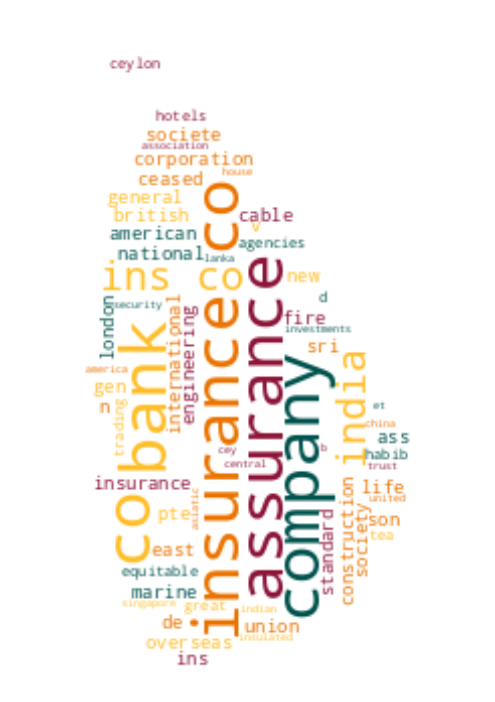 ceylon
hotels
societe
association
corporation
house
ceased
general
british
cable
v
american
agencies
national
lanka
insurance co
ins co
new
d
london
security
international
engineering
assurance
fire
investments
co bank
company
sri
india
america
gen
n
trading
et
china
ass
cey
b
habib
central
trust
insurance
asiatic
life
united
pte
standard
construction
society
son
tea
east
equitable
marine
singapore
great
indian
de
union
insulated
overseas
ins